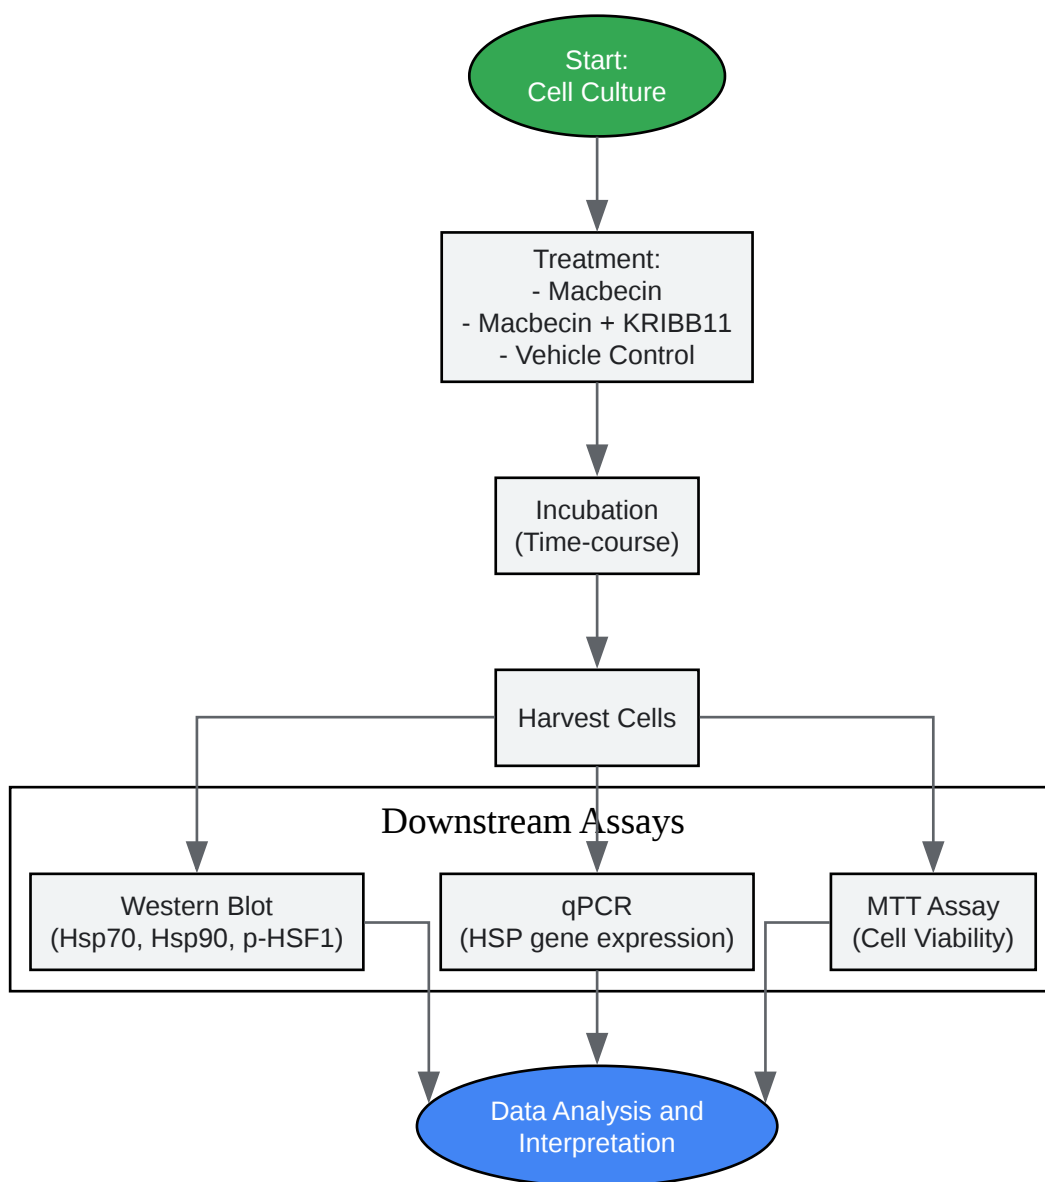 Start:
Cell Culture
Treatment:
- Macbecin
- Macbecin + KRIBB11
- Vehicle Control
Incubation
(Time-course)
Harvest Cells
Downstream Assays
Western Blot
(Hsp70, Hsp90, p-HSF1)
qPCR
(HSP gene expression)
MTT Assay
(Cell Viability)
Data Analysis and
Interpretation